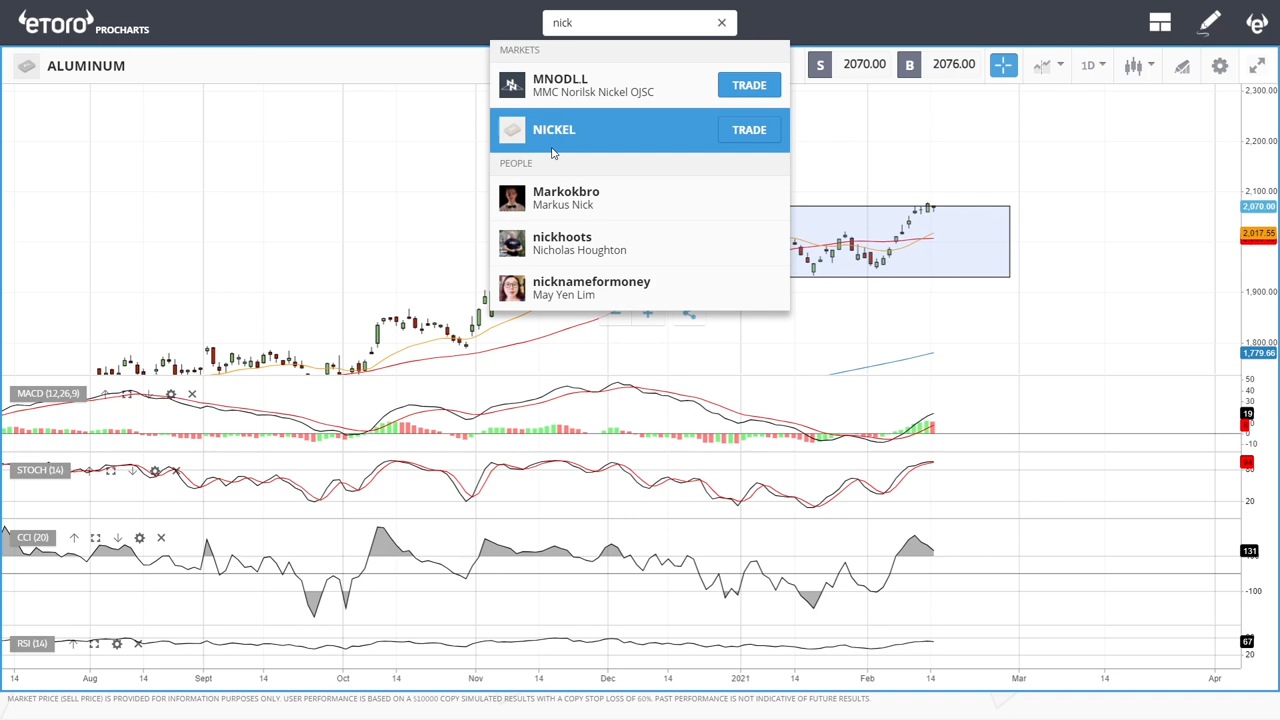 eTORO PROCHARTS
nick
MARKETS
MNODL.L
MMC Norilsk Nickel OJSC
TRADE
NICKEL
TRADE
PEOPLE
Markokbro
Markus Nick
nickhoots
Nicholas Houghton
nicknameformoney
May Yen Lim
ALUMINUM
S 2070.00 B 2076.00 1D
2,300.00
2,200.00
2,100.00
2,070.00
2,017.55
1,900.00
1,800.00
1,779.66
MACD (12,26,9)
50
40
30
19
0
-10
STOCH (14)
20
CCI (20)
131
-100
RSI (14)
67
20
14 Aug 14 Sept 14 Oct 14 Nov 14 Dec 14 2021 14 Feb 14 Mar 14 Apr
MARKET PRICE (SELL PRICE) IS PROVIDED FOR INFORMATION PURPOSES ONLY. USER PERFORMANCE IS BASED ON A $10000 COPY SIMULATED RESULTS WITH A COPY STOP LOSS OF 60%. PAST PERFORMANCE IS NOT INDICATIVE OF FUTURE RESULTS.